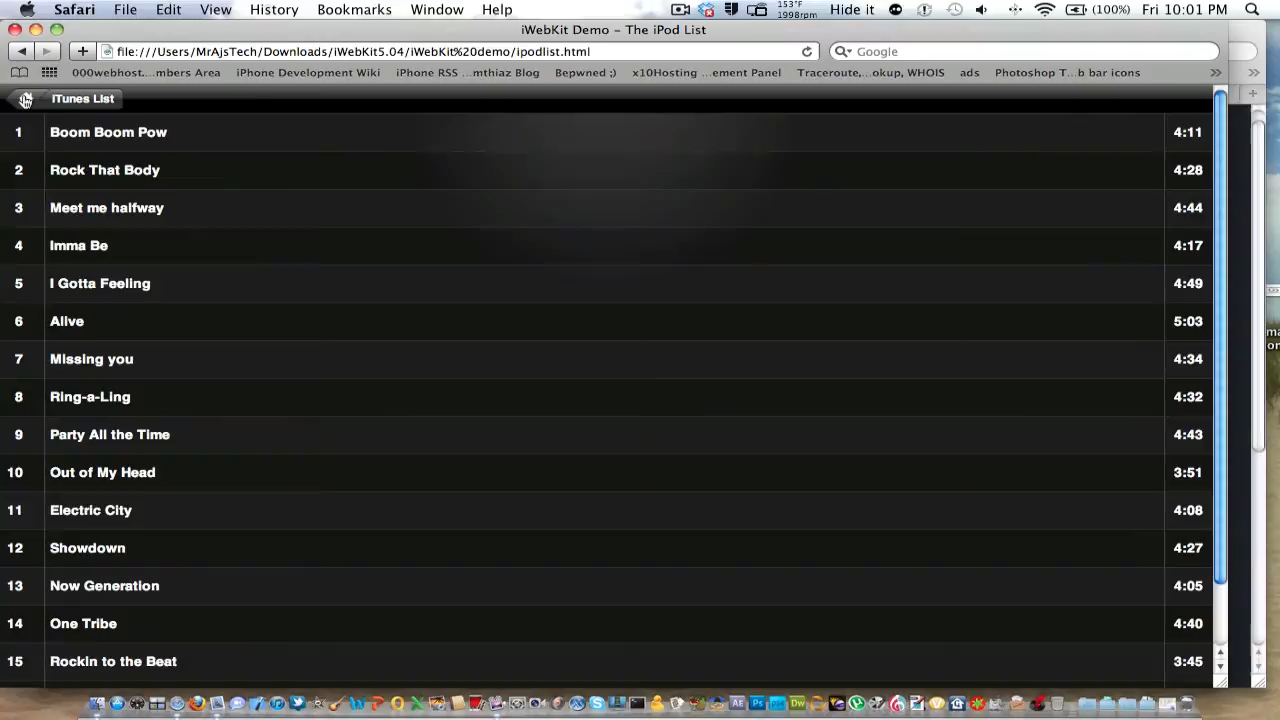 Safari File Edit View History Bookmarks Window Help 153°F 1998rpm Hide it (100%) Fri 10:01 PM
iWebKit Demo – The iPod List
file:///Users/MrAjsTech/Downloads/iWebKit5.04/iWebKit%20demo/ipodlist.html Google
000webhost....mbers Area iPhone Development Wiki iPhone RSS ...mthiaz Blog Bepwned ;) x10Hosting ...ement Panel Traceroute,...okup, WHOIS ads Photoshop T...b bar icons
iTunes List
1 Boom Boom Pow 4:11
2 Rock That Body 4:28
3 Meet me halfway 4:44
4 Imma Be 4:17
5 I Gotta Feeling 4:49
6 Alive 5:03
7 Missing you 4:34
8 Ring-a-Ling 4:32
9 Party All the Time 4:43
10 Out of My Head 3:51
11 Electric City 4:08
12 Showdown 4:27
13 Now Generation 4:05
14 One Tribe 4:40
15 Rockin to the Beat 3:45